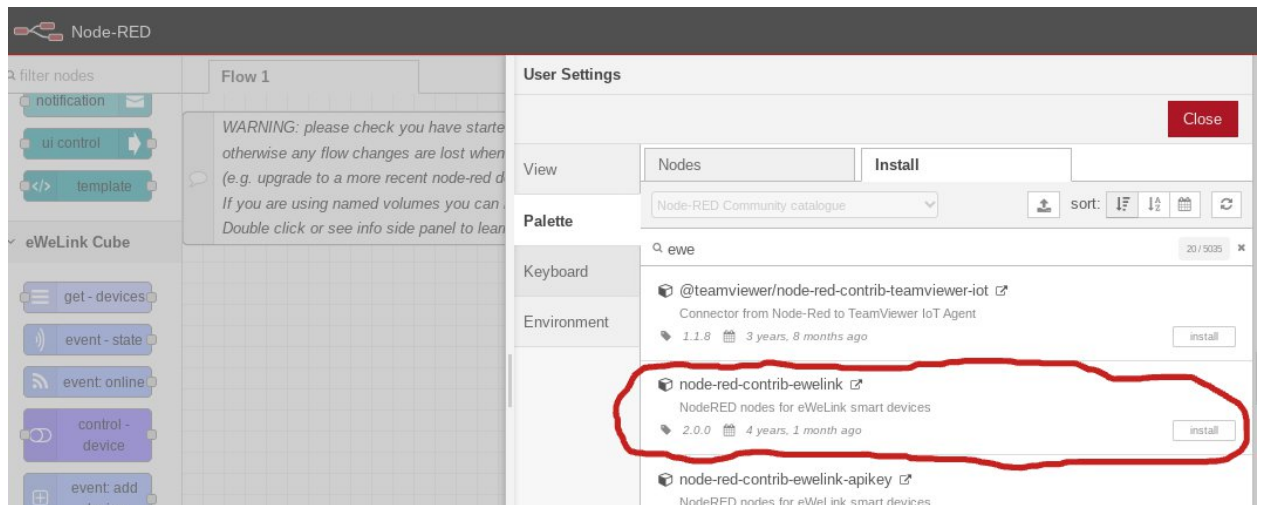 Node-RED
filter nodes
Flow 1
User Settings
notification
Close
WARNING: please check you have starte
ui control
otherwise any flow changes are lost when
View
Nodes
Install
(e.g. upgrade to a more recent node-red d
template
If you are using named volumes you can
Node-RED Community catalogue
sort:
Palette
Double click or see info side panel to lear
eWeLink Cube
ewe
20 / 5035
Keyboard
get - devices
@teamviewer/node-red-contrib-teamviewer-iot
Connector from Node-Red to TeamViewer IoT Agent
Environment
event - state
1.1.8 3 years, 8 months ago
install
event: online
node-red-contrib-ewelink
NodeRED nodes for eWeLink smart devices
control -
device
2.0.0 4 years, 1 month ago
install
node-red-contrib-ewelink-apikey
event: add
NodeRED nodes for eWeLink smart devices